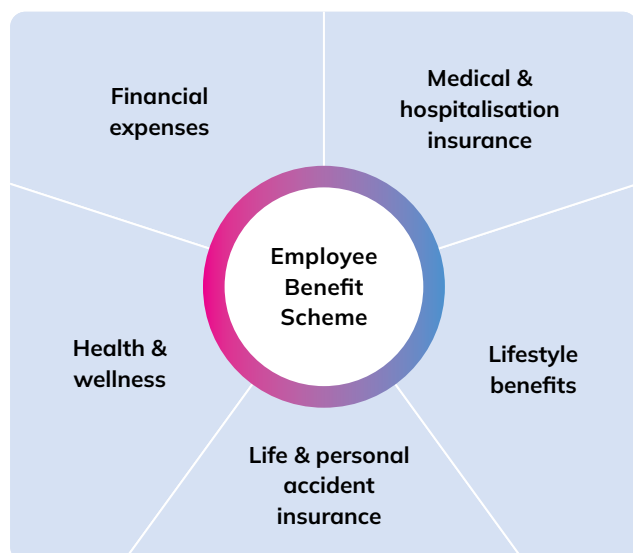 Financial
expenses
Medical &
hospitalisation
insurance
Employee
Benefit
Scheme
Health &
wellness
Lifestyle
benefits
Life & personal
accident
insurance